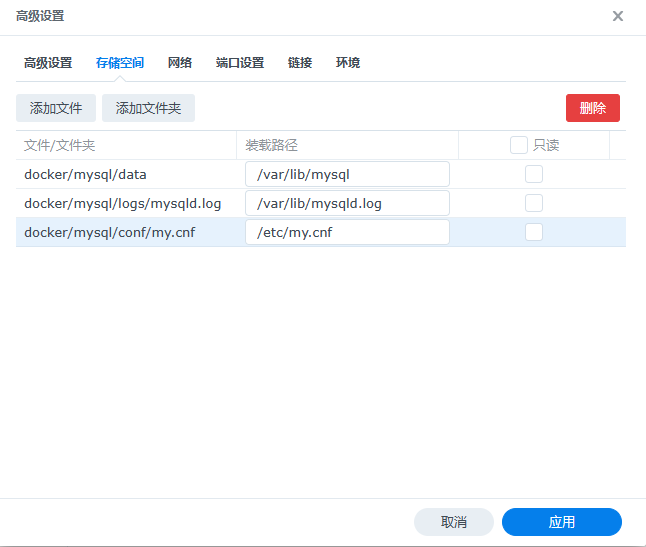 高级设置
高级设置 存储空间 网络 端口设置 链接 环境
添加文件 添加文件夹 删除
文件/文件夹 装载路径 只读
docker/mysql/data /var/lib/mysql
docker/mysql/logs/mysqld.log /var/lib/mysqld.log
docker/mysql/conf/my.cnf /etc/my.cnf
取消 应用